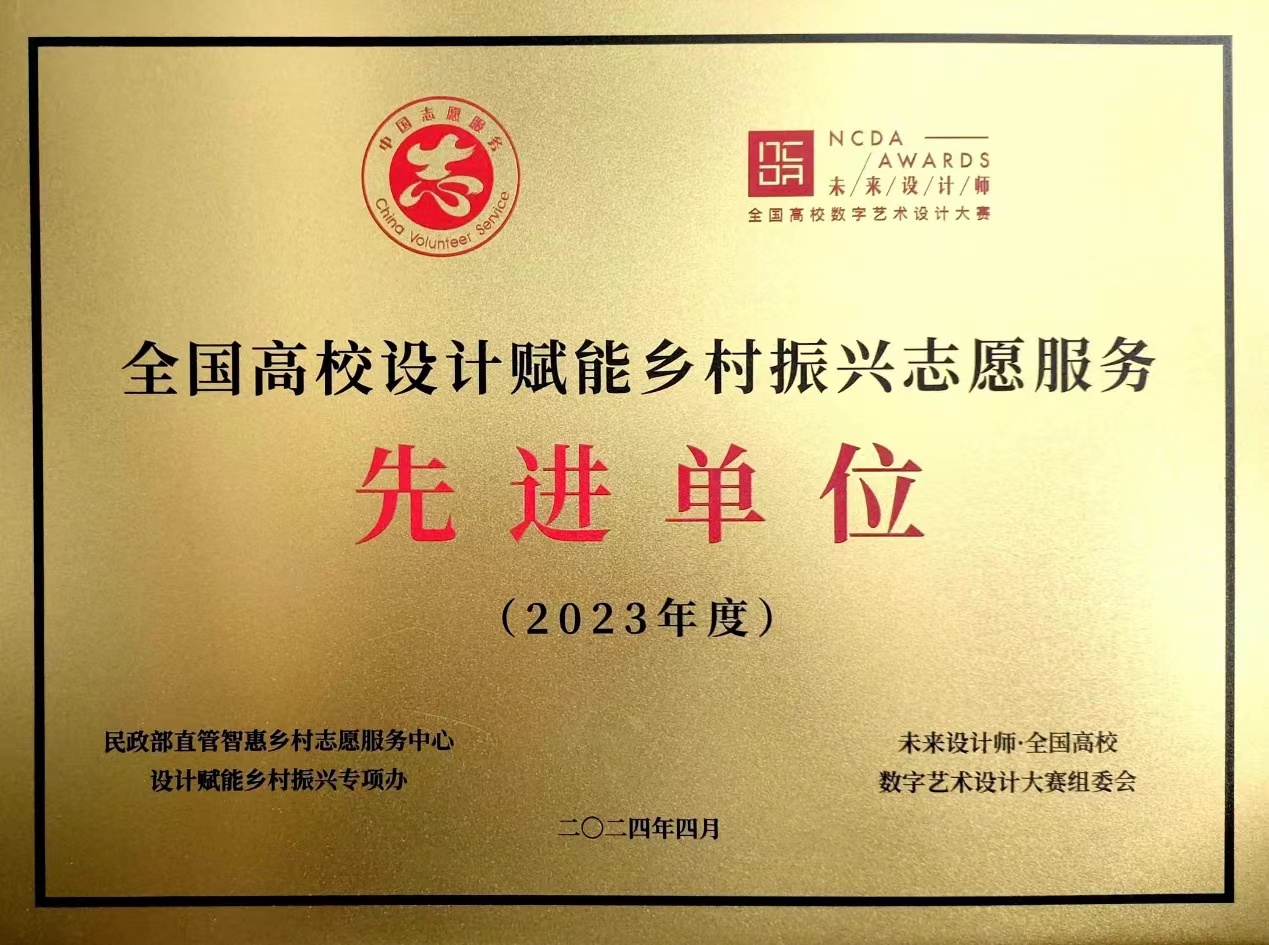 中国志愿服务
志
China Volunteer Service
NCDA
NCDA
AWARDS
未/来/设/计/师
全国高校数字艺术设计大赛
全国高校设计赋能乡村振兴志愿服务
先进单位
（2023年度）
民政部直管智惠乡村志愿服务中心
设计赋能乡村振兴专项办
未来设计师·全国高校
数字艺术设计大赛组委会
二〇二四年四月